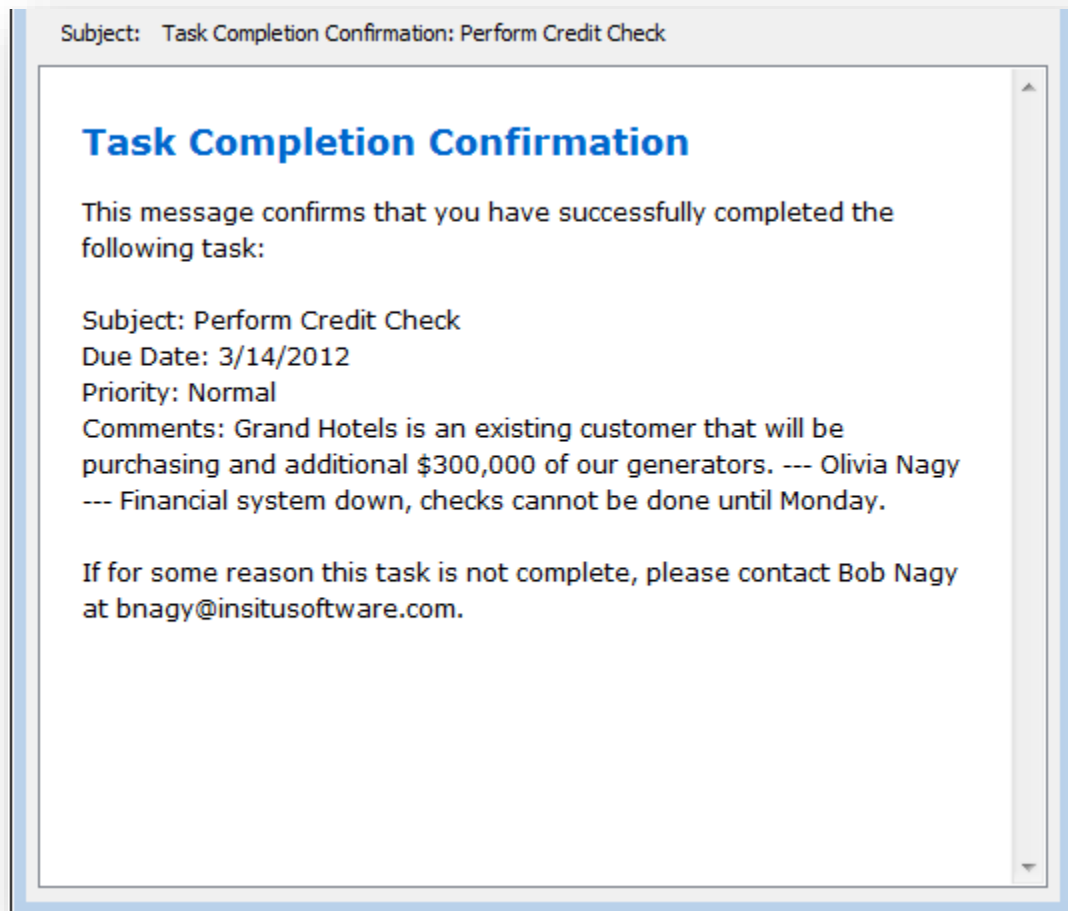 Subject: Task Completion Confirmation: Perform Credit Check
Task Completion Confirmation
This message confirms that you have successfully completed the
following task:
Subject: Perform Credit Check
Due Date: 3/14/2012
Priority: Normal
Comments: Grand Hotels is an existing customer that will be
purchasing and additional $300,000 of our generators. --- Olivia Nagy
--- Financial system down, checks cannot be done until Monday.
If for some reason this task is not complete, please contact Bob Nagy
at bnagy@insitusoftware.com.